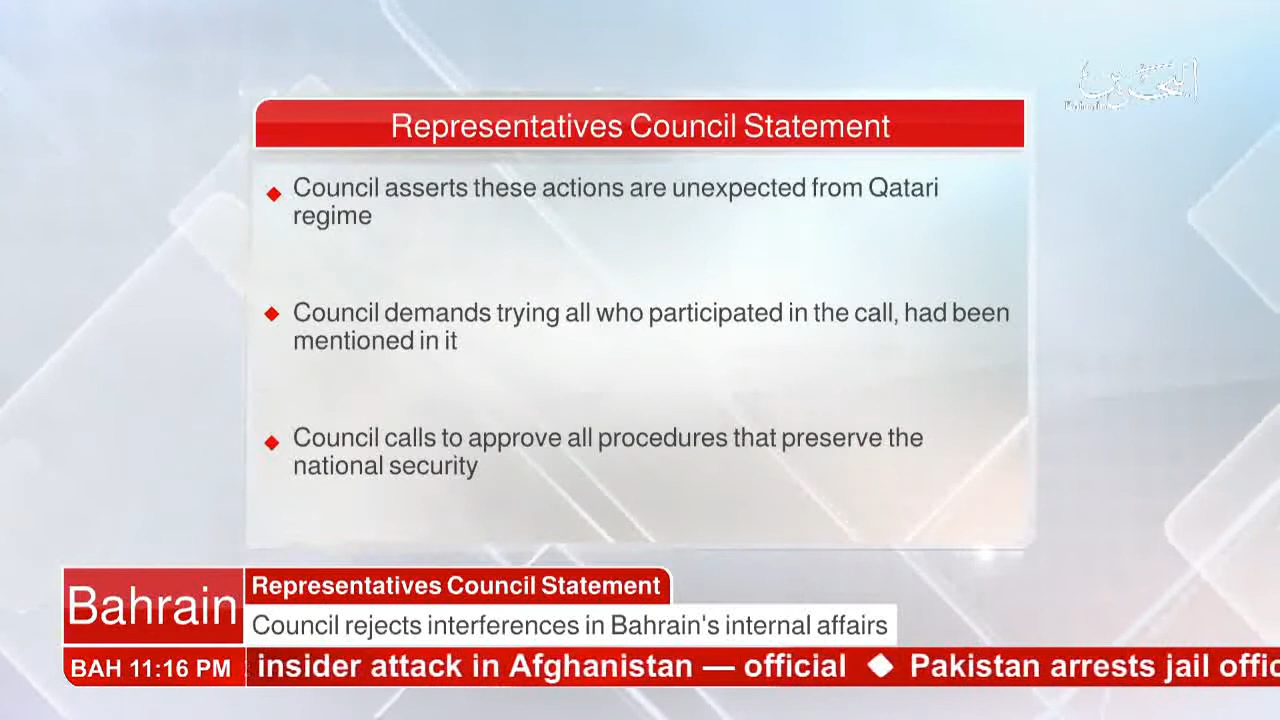 البحرين
Bahrain
Representatives Council Statement
Council asserts these actions are unexpected from Qatari
regime
Council demands trying all who participated in the call, had been
mentioned in it
Council calls to approve all procedures that preserve the
national security
Bahrain
Representatives Council Statement
Council rejects interferences in Bahrain's internal affairs
BAH 11:16 PM
insider attack in Afghanistan — official ◆ Pakistan arrests jail offic